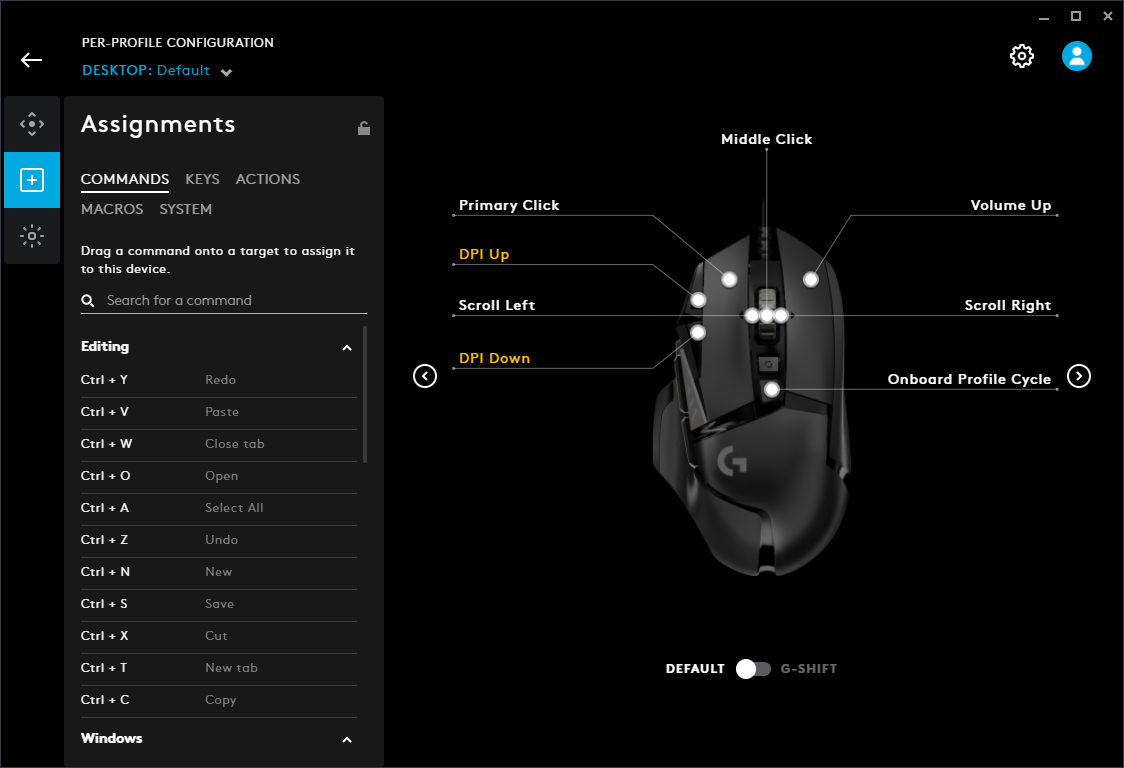 PER-PROFILE CONFIGURATION
DESKTOP: Default
Assignments
COMMANDS KEYS ACTIONS
MACROS SYSTEM
Drag a command onto a target to assign it
to this device.
Search for a command
Editing
Ctrl + Y Redo
Ctrl + V Paste
Ctrl + W Close tab
Ctrl + O Open
Ctrl + A Select All
Ctrl + Z Undo
Ctrl + N New
Ctrl + S Save
Ctrl + X Cut
Ctrl + T New tab
Ctrl + C Copy
Windows
Middle Click
Primary Click
Volume Up
DPI Up
Scroll Left
Scroll Right
DPI Down
Onboard Profile Cycle
DEFAULT G-SHIFT